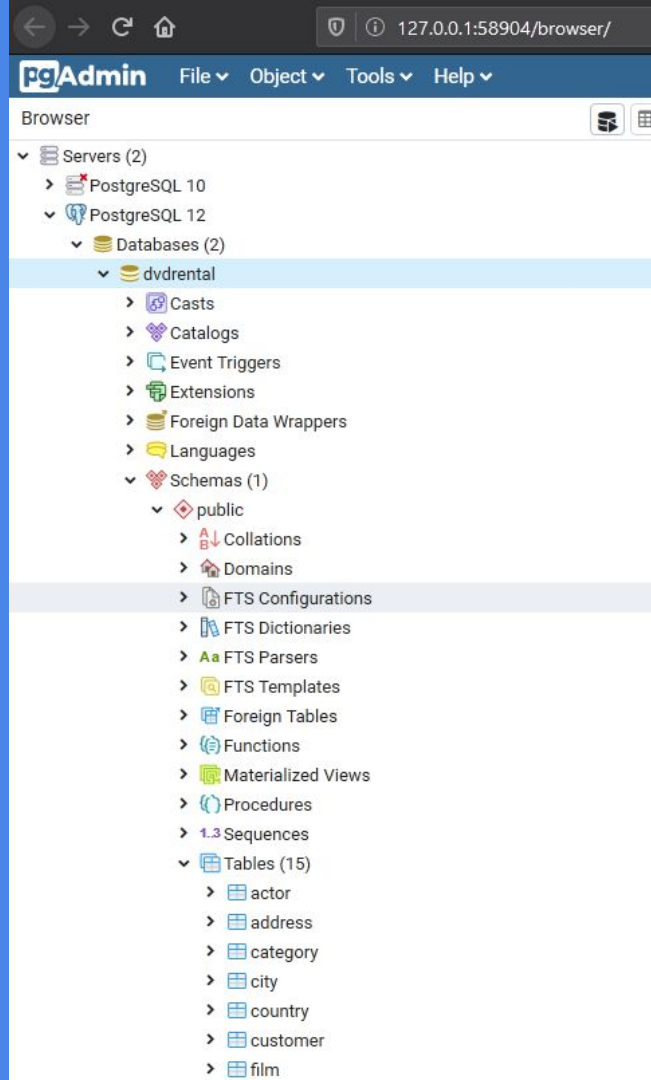 127.0.0.1:58904/browser/
pgAdmin File Object Tools Help
Browser
Servers (2)
PostgreSQL 10
PostgreSQL 12
Databases (2)
dvdrental
Casts
Catalogs
Event Triggers
Extensions
Foreign Data Wrappers
Languages
Schemas (1)
public
A B Collations
Domains
FTS Configurations
FTS Dictionaries
Aa FTS Parsers
FTS Templates
Foreign Tables
Functions
Materialized Views
Procedures
1..3 Sequences
Tables (15)
actor
address
category
city
country
customer
film